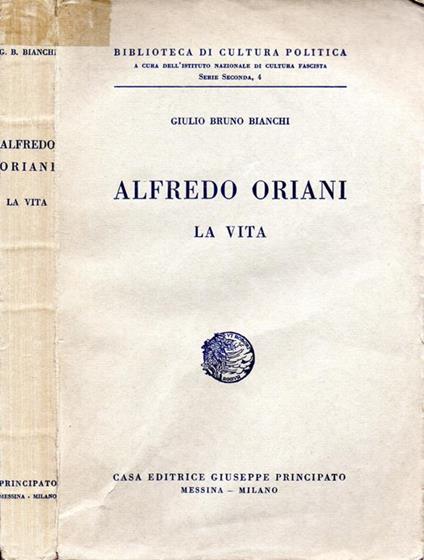 G. B. BIANCHI
ALFREDO
ORIANI
LA VITA
PRINCIPATO
MESSINA - MILANO
BIBLIOTECA DI CULTURA POLITICA
A CURA DELL'ISTITUTO NAZIONALE DI CULTURA FASCISTA
SERIE SECONDA, 4
GIULIO BRUNO BIANCHI
ALFREDO ORIANI
LA VITA
CASA EDITRICE GIUSEPPE PRINCIPATO
MESSINA – MILANO